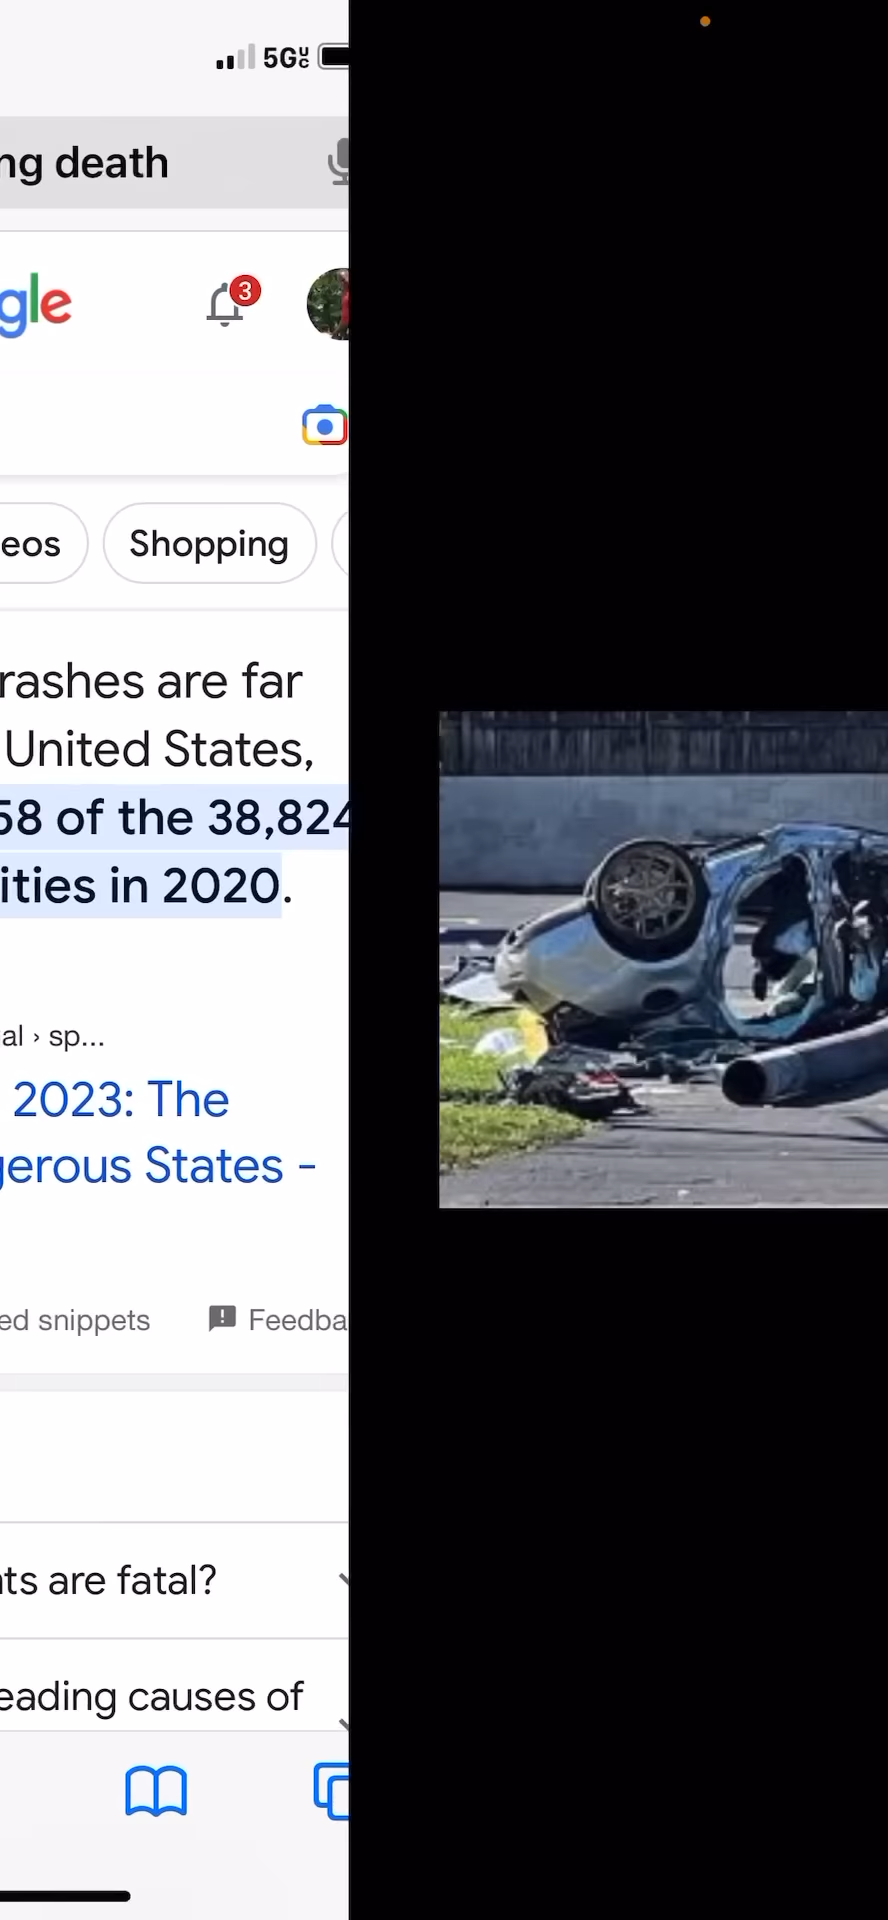 5G UC
ng death
gle
3
eos
Shopping
rashes are far
United States,
58 of the 38,824
ities in 2020.
al › sp...
2023: The
gerous States -
ed snippets
Feedba
ts are fatal?
eading causes of